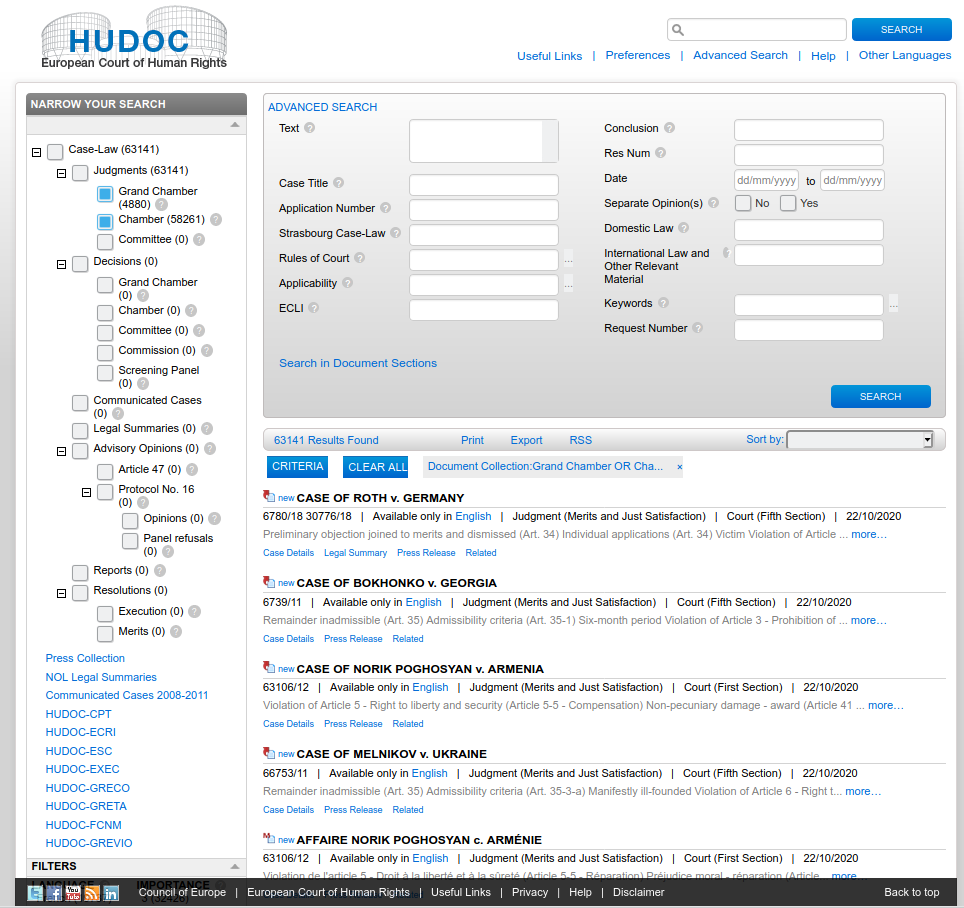 HUDOC
European Court of Human Rights
SEARCH
Useful Links | Preferences | Advanced Search | Help | Other Languages
NARROW YOUR SEARCH
Case-Law (63141)
Judgments (63141)
Grand Chamber
(4880) ?
Chamber (58261) ?
Committee (0) ?
Decisions (0)
Grand Chamber
(0) ?
Chamber (0) ?
Committee (0) ?
Commission (0) ?
Screening Panel
(0) ?
Communicated Cases
(0) ?
Legal Summaries (0) ?
Advisory Opinions (0) ?
Article 47 (0) ?
Protocol No. 16
(0) ?
Opinions (0) ?
Panel refusals
(0) ?
Reports (0) ?
Resolutions (0)
Execution (0) ?
Merits (0) ?
Press Collection
NOL Legal Summaries
Communicated Cases 2008-2011
HUDOC-CPT
HUDOC-ECRI
HUDOC-ESC
HUDOC-EXEC
HUDOC-GRECO
HUDOC-GRETA
HUDOC-FCNM
HUDOC-GREVIO
FILTERS
ADVANCED SEARCH
Text ?
Case Title ?
Application Number ?
Strasbourg Case-Law ?
Rules of Court ? ...
Applicability ? ...
ECLI ?
Search in Document Sections
Conclusion ?
Res Num ?
Date dd/mm/yyyy to dd/mm/yyyy
Separate Opinion(s) ? No Yes
Domestic Law ?
International Law and ?
Other Relevant
Material
Keywords ? ...
Request Number ?
SEARCH
63141 Results Found Print Export RSS Sort by:
CRITERIA CLEAR ALL Document Collection:Grand Chamber OR Cha... ×
new CASE OF ROTH v. GERMANY
6780/18 30776/18 | Available only in English | Judgment (Merits and Just Satisfaction) | Court (Fifth Section) | 22/10/2020
Preliminary objection joined to merits and dismissed (Art. 34) Individual applications (Art. 34) Victim Violation of Article ... more…
Case Details Legal Summary Press Release Related
new CASE OF BOKHONKO v. GEORGIA
6739/11 | Available only in English | Judgment (Merits and Just Satisfaction) | Court (Fifth Section) | 22/10/2020
Remainder inadmissible (Art. 35) Admissibility criteria (Art. 35-1) Six-month period Violation of Article 3 - Prohibition of ... more…
Case Details Press Release Related
new CASE OF NORIK POGHOSYAN v. ARMENIA
63106/12 | Available only in English | Judgment (Merits and Just Satisfaction) | Court (First Section) | 22/10/2020
Violation of Article 5 - Right to liberty and security (Article 5-5 - Compensation) Non-pecuniary damage - award (Article 41 ... more…
Case Details Press Release Related
new CASE OF MELNIKOV v. UKRAINE
66753/11 | Available only in English | Judgment (Merits and Just Satisfaction) | Court (Fifth Section) | 22/10/2020
Remainder inadmissible (Art. 35) Admissibility criteria (Art. 35-3-a) Manifestly ill-founded Violation of Article 6 - Right t... more…
Case Details Press Release Related
new AFFAIRE NORIK POGHOSYAN c. ARMÉNIE
63106/12 | Available only in English | Judgment (Merits and Just Satisfaction) | Court (First Section) | 22/10/2020
Violation de l'article 5 - Droit à la liberté et à la sûreté (Article 5-5 - Réparation) Préjudice moral - réparation (Article... more…
LANGUAGE IMPORTANCE
3 (32426)
You Tube in
Council of Europe | European Court of Human Rights | Useful Links | Privacy | Help | Disclaimer Back to top